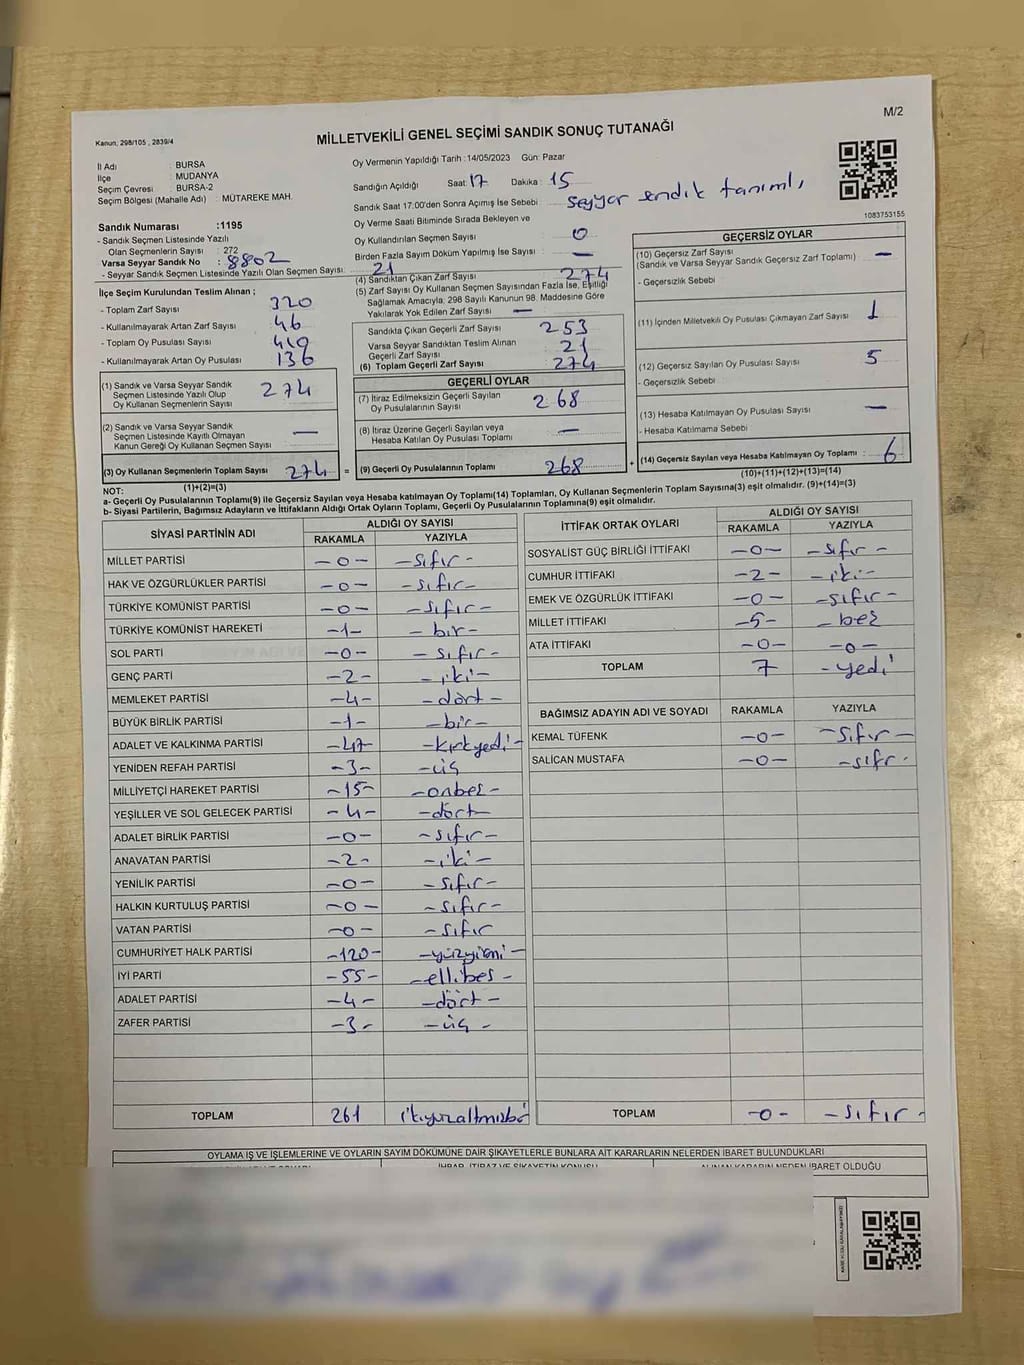 M/2
Kanun; 298/105 , 2839/4
MİLLETVEKİLİ GENEL SEÇİMİ SANDIK SONUÇ TUTANAĞI
İl Adı : BURSA
İlçe : MUDANYA
Seçim Çevresi : BURSA-2
Seçim Bölgesi (Mahalle Adı) : MÜTAREKE MAH.
Sandık Numarası :1195
- Sandık Seçmen Listesinde Yazılı
Olan Seçmenlerin Sayısı : 272
Varsa Seyyar Sandık No : 8802
- Seyyar Sandık Seçmen Listesinde Yazılı Olan Seçmen Sayısı: 21
Oy Vermenin Yapıldığı Tarih :14/05/2023 Gün: Pazar
Sandığın Açıldığı Saat: 17 Dakika : 15
Sandık Saat 17:00'den Sonra Açımış İse Sebebi : Seyyar sandık
Oy Verme Saati Bitiminde Sırada Bekleyen ve
Oy Kullandırılan Seçmen Sayısı : 0
Birden Fazla Sayım Döküm Yapılmış İse Sayısı : —
1083753155
İlçe Seçim Kurulundan Teslim Alınan ;
- Toplam Zarf Sayısı : 320
- Kullanılmayarak Artan Zarf Sayısı : 46
- Toplam Oy Pusulası Sayısı : 410
- Kullanılmayarak Artan Oy Pusulası : 136
(4) Sandıktan Çıkan Zarf Sayısı : 274
(5) Zarf Sayısı Oy Kullanan Seçmen Sayısından Fazla İse, Eşitliği
Sağlamak Amacıyla; 298 Sayılı Kanunun 98. Maddesine Göre
Yakılarak Yok Edilen Zarf Sayısı : —
Sandıkta Çıkan Geçerli Zarf Sayısı : 253
Varsa Seyyar Sandıktan Teslim Alınan
Geçerli Zarf Sayısı : 21
(6) Toplam Geçerli Zarf Sayısı : 274
GEÇERSİZ OYLAR
(10) Geçersiz Zarf Sayısı : —
(Sandık ve Varsa Seyyar Sandık Geçersiz Zarf Toplamı)
- Geçersizlik Sebebi
(11) İçinden Milletvekili Oy Pusulası Çıkmayan Zarf Sayısı : 1
(12) Geçersiz Sayılan Oy Pusulası Sayısı : 5
- Geçersizlik Sebebi
(13) Hesaba Katılmayan Oy Pusulası Sayısı : —
- Hesaba Katılmama Sebebi
(1) Sandık ve Varsa Seyyar Sandık
Seçmen Listesinde Yazılı Olup
Oy Kullanan Seçmenlerin Sayısı : 274
(2) Sandık ve Varsa Seyyar Sandık
Seçmen Listesinde Kayıtlı Olmayan
Kanun Gereği Oy Kullanan Seçmen Sayısı : —
GEÇERLİ OYLAR
(7) İtiraz Edilmeksizin Geçerli Sayılan
Oy Pusulalarının Sayısı : 268
(8) İtiraz Üzerine Geçerli Sayılan veya
Hesaba Katılan Oy Pusulası Toplamı : —
(3) Oy Kullanan Seçmenlerin Toplam Sayısı : 274 = (9) Geçerli Oy Pusulalarının Toplamı : 268 + (14) Geçersiz Sayılan veya Hesaba Katılmayan Oy Toplamı : 6
(1)+(2)=(3) (10)+(11)+(12)+(13)=(14)
NOT:
a- Geçerli Oy Pusulalarının Toplamı(9) ile Geçersiz Sayılan veya Hesaba katılmayan Oy Toplamı(14) Toplamları, Oy Kullanan Seçmenlerin Toplam Sayısına(3) eşit olmalıdır. (9)+(14)=(3)
b- Siyasi Partilerin, Bağımsız Adayların ve İttifakların Aldığı Ortak Oyların Toplamı, Geçerli Oy Pusulalarının Toplamına(9) eşit olmalıdır.
SİYASİ PARTİNİN ADI ALDIĞI OY SAYISI
RAKAMLA YAZIYLA
MİLLET PARTİSİ -0- -sıfır-
HAK VE ÖZGÜRLÜKLER PARTİSİ -0- -sıfır-
TÜRKİYE KOMÜNİST PARTİSİ -0- -sıfır-
TÜRKİYE KOMÜNİST HAREKETİ -1- -bir-
SOL PARTİ -0- -sıfır-
GENÇ PARTİ -2- -iki-
MEMLEKET PARTİSİ -4- -dört-
BÜYÜK BİRLİK PARTİSİ -1- -bir-
ADALET VE KALKINMA PARTİSİ -47- -kırkyedi-
YENİDEN REFAH PARTİSİ -3- -üç
MİLLİYETÇİ HAREKET PARTİSİ -15- -onbeş-
YEŞİLLER VE SOL GELECEK PARTİSİ -4- -dört-
ADALET BİRLİK PARTİSİ -0- -sıfır-
ANAVATAN PARTİSİ -2- -iki-
YENİLİK PARTİSİ -0- -sıfır-
HALKIN KURTULUŞ PARTİSİ -0- -sıfır-
VATAN PARTİSİ -0- -sıfır
CUMHURİYET HALK PARTİSİ -120- -yüzyirmi-
İYİ PARTİ -55- -ellibeş-
ADALET PARTİSİ -4- -dört-
ZAFER PARTİSİ -3- -üç-
TOPLAM 261
İTTİFAK ORTAK OYLARI ALDIĞI OY SAYISI
RAKAMLA YAZIYLA
SOSYALİST GÜÇ BİRLİĞİ İTTİFAKI -0- -sıfır-
CUMHUR İTTİFAKI -2- -iki-
EMEK VE ÖZGÜRLÜK İTTİFAKI -0- -sıfır-
MİLLET İTTİFAKI -5- -beş
ATA İTTİFAKI -0- -0-
TOPLAM 7 -yedi
BAĞIMSIZ ADAYIN ADI VE SOYADI RAKAMLA YAZIYLA
KEMAL TÜFENK -0- -sıfır-
SALİCAN MUSTAFA -0- -sıfr-
TOPLAM -0- -sıfır-
OYLAMA İŞ VE İŞLEMLERİNE VE OYLARIN SAYIM DÖKÜMÜNE DAİR ŞİKAYETLERLE BUNLARA AİT KARARLARIN NELERDEN İBARET BULUNDUKLARI
İHBAR, İTİRAZ VE ŞİKAYETİN KONUSU ALINAN KARARIN NEDEN İBARET OLDUĞU